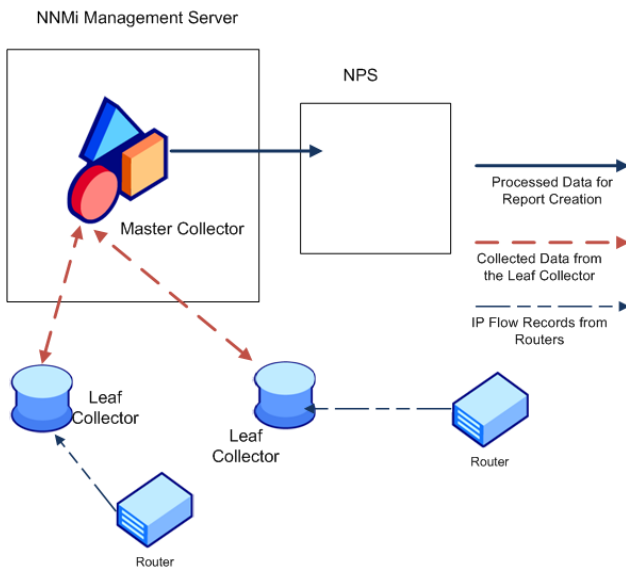 NNMi Management Server
NPS
Master Collector
Processed Data for
Report Creation
Collected Data from
the Leaf Collector
IP Flow Records from
Routers
Leaf
Collector
Leaf
Collector
Router
Router